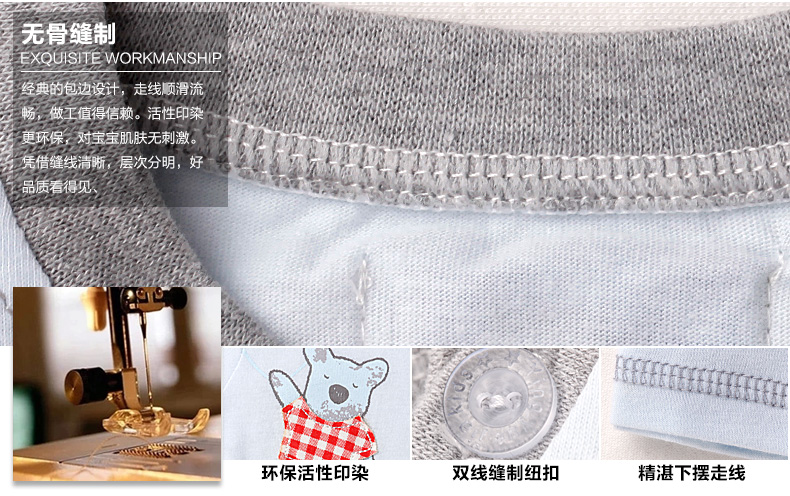 无骨缝制
EXQUISITE WORKMANSHIP
经典的包边设计，走线顺滑流
畅，做工值得信赖。活性印染
更环保，对宝宝肌肤无刺激。
凭借缝线清晰，层次分明，好
品质看得见、
环保活性印染
双线缝制纽扣
精湛下摆走线